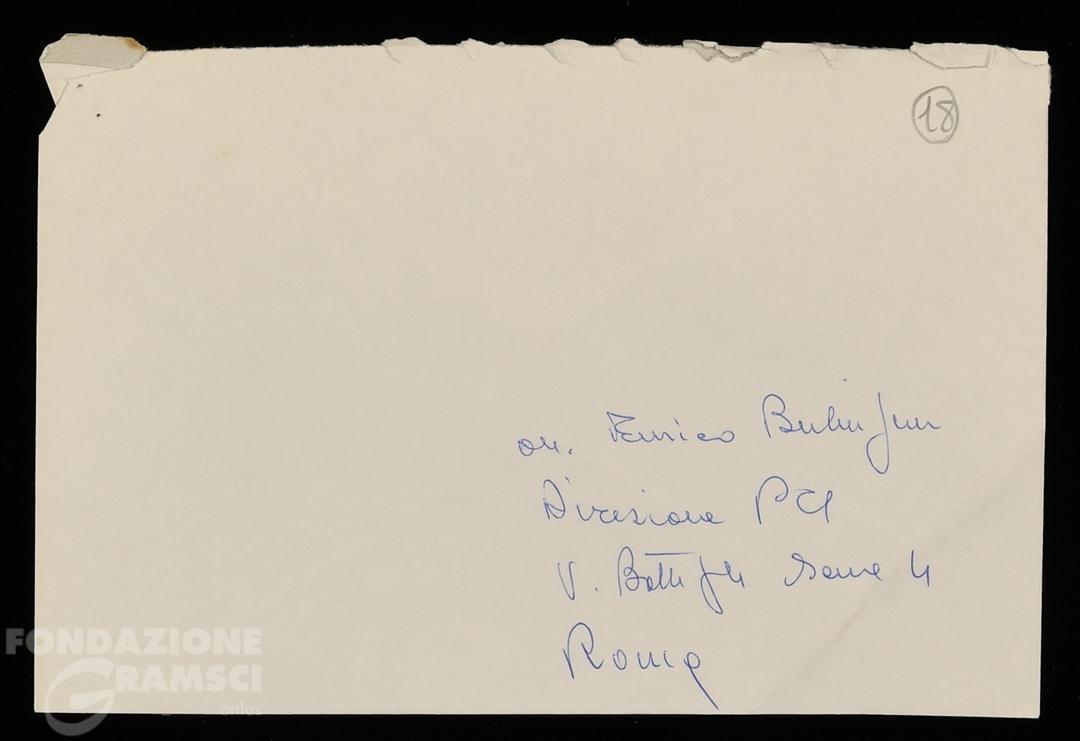 18
on. Enrico Berlinguer
Direzione PCI
V. Botteghe Oscure 4
Roma
FONDAZIONE
GRAMSCI
onlus